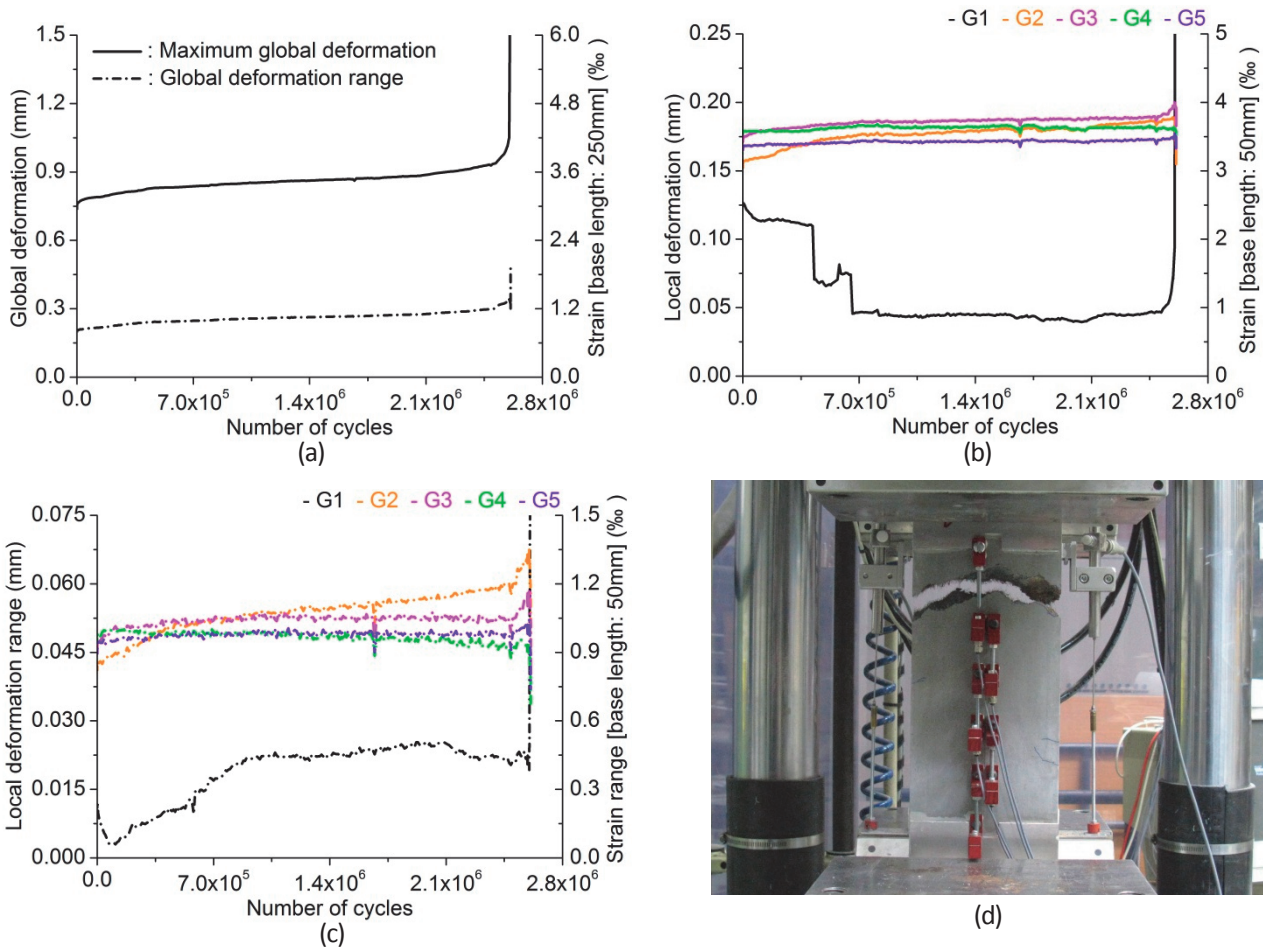 1.5
1.2
0.9
0.6
0.3
0.0
Global deformation (mm)
: Maximum global deformation
: Global deformation range
6.0
4.8
3.6
2.4
1.2
0.0
Strain [base length: 250mm] (‰)
0.0 7.0x10⁵ 1.4x10⁶ 2.1x10⁶ 2.8x10⁶
Number of cycles
(a)
- G1 - G2 - G3 - G4 - G5
0.25
0.20
0.15
0.10
0.05
0.00
Local deformation (mm)
5
4
3
2
1
0
Strain [base length: 50mm] (‰)
0.0 7.0x10⁵ 1.4x10⁶ 2.1x10⁶ 2.8x10⁶
Number of cycles
(b)
- G1 - G2 - G3 - G4 - G5
0.075
0.060
0.045
0.030
0.015
0.000
Local deformation range (mm)
1.5
1.2
0.9
0.6
0.3
0.0
Strain range [base length: 50mm] (‰)
0.0 7.0x10⁵ 1.4x10⁶ 2.1x10⁶ 2.8x10⁶
Number of cycles
(c)
(d)